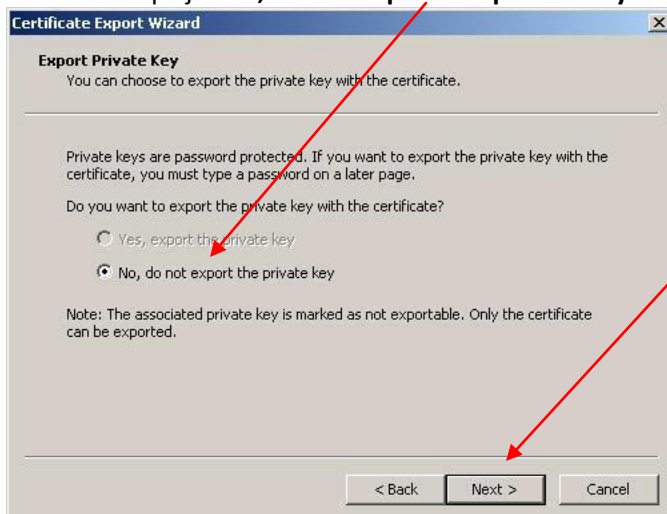 Certificate Export Wizard
Export Private Key
You can choose to export the private key with the certificate.
Private keys are password protected. If you want to export the private key with the
certificate, you must type a password on a later page.
Do you want to export the private key with the certificate?
Yes, export the private key
No, do not export the private key
Note: The associated private key is marked as not exportable. Only the certificate
can be exported.
< Back
Next >
Cancel